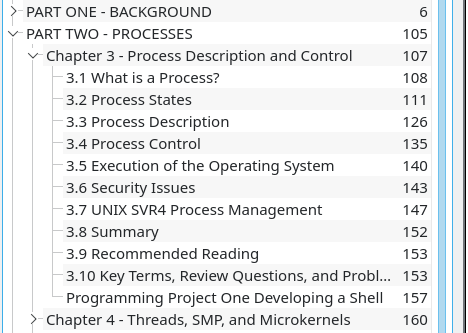 PART ONE - BACKGROUND 6
PART TWO - PROCESSES 105
Chapter 3 - Process Description and Control 107
3.1 What is a Process? 108
3.2 Process States 111
3.3 Process Description 126
3.4 Process Control 135
3.5 Execution of the Operating System 140
3.6 Security Issues 143
3.7 UNIX SVR4 Process Management 147
3.8 Summary 152
3.9 Recommended Reading 153
3.10 Key Terms, Review Questions, and Probl... 153
Programming Project One Developing a Shell 157
Chapter 4 - Threads, SMP, and Microkernels 160